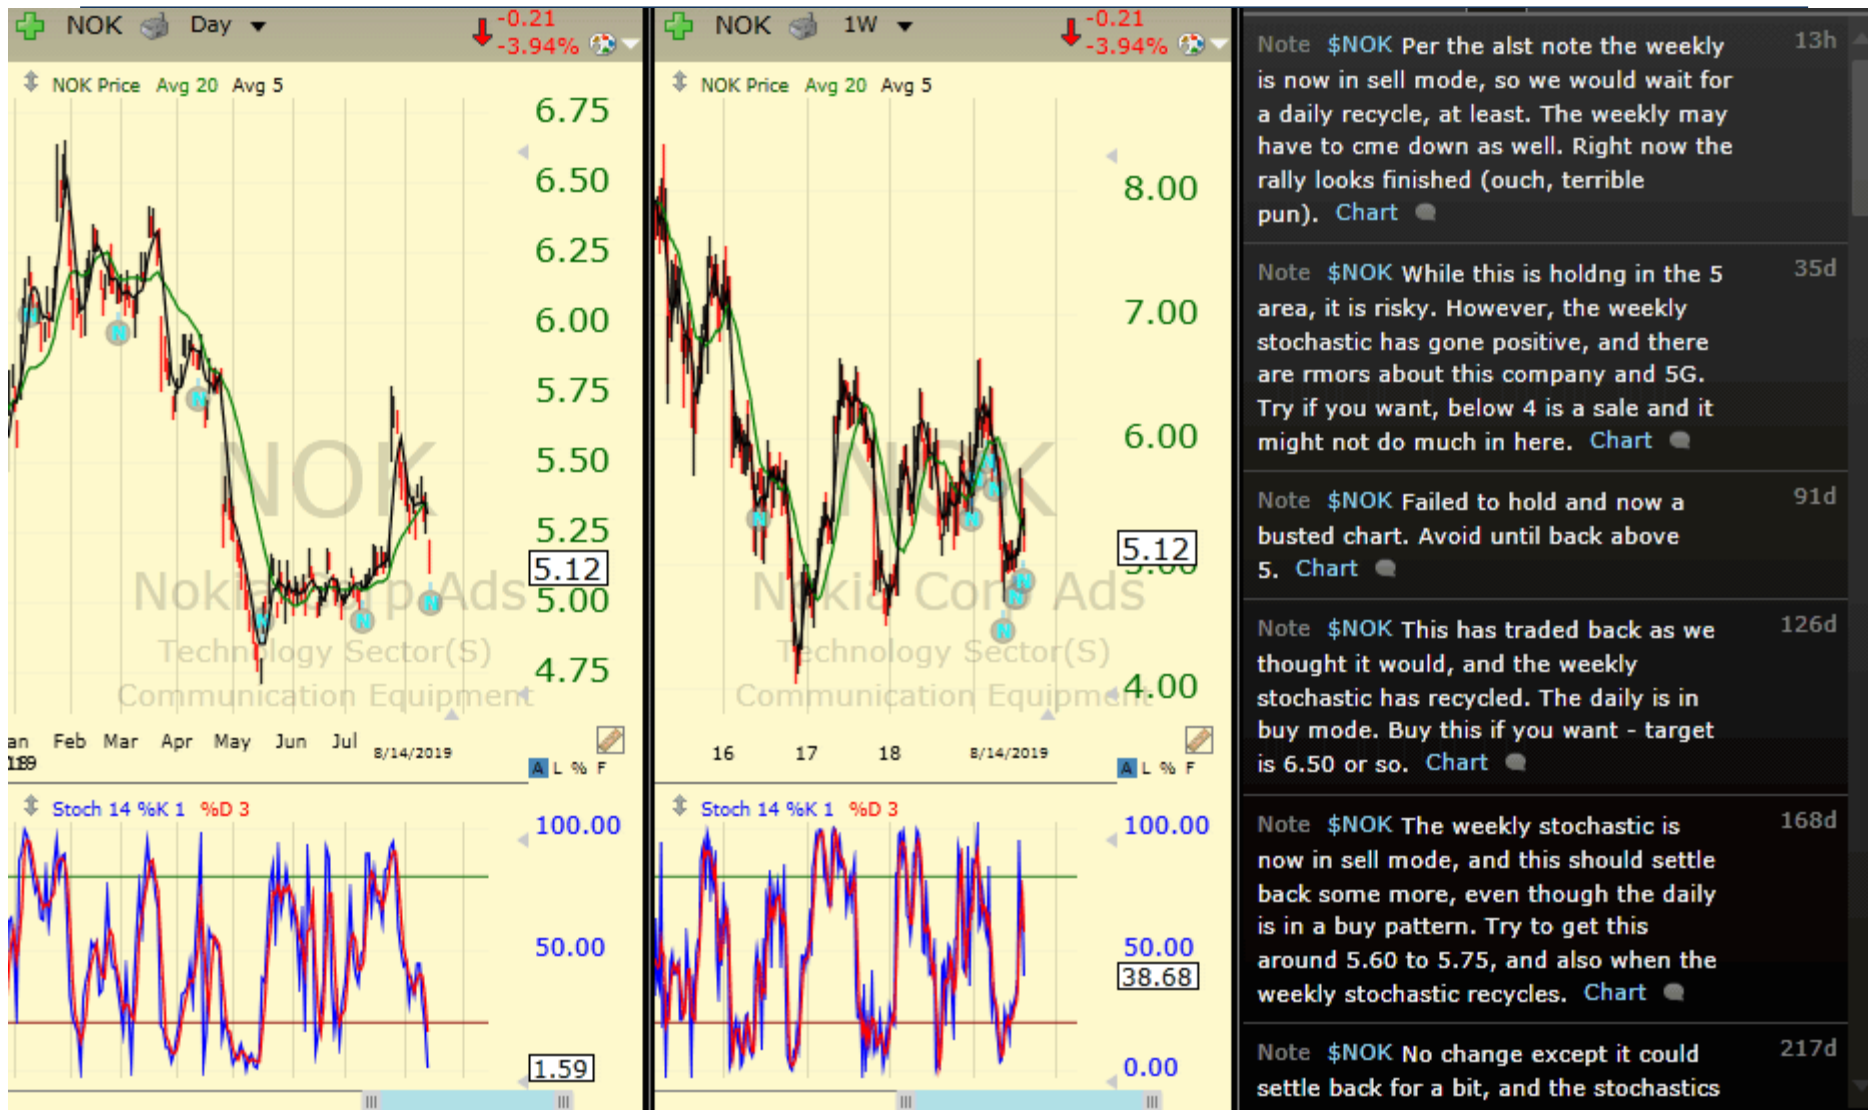 NOK Day -0.21
-3.94%
NOK Price Avg 20 Avg 5
6.75
6.50
6.25
6.00
5.75
5.50
5.25
5.12
5.00
4.75
NOK
Nokia Corp Ads
Technology Sector(S)
Communication Equipment
N
N
N
N
N
N
an Feb Mar Apr May Jun Jul 8/14/2019
A L % F
Stoch 14 %K 1 %D 3
100.00
50.00
1.59
NOK 1W -0.21
-3.94%
NOK Price Avg 20 Avg 5
8.00
7.00
6.00
5.12
5.00
4.00
NOK
Nokia Corp Ads
Technology Sector(S)
Communication Equipment
N
N
N
N
N
N
N
16 17 18 8/14/2019
A L % F
Stoch 14 %K 1 %D 3
100.00
50.00
38.68
0.00
Note $NOK Per the alst note the weekly 13h
is now in sell mode, so we would wait for
a daily recycle, at least. The weekly may
have to cme down as well. Right now the
rally looks finished (ouch, terrible
pun). Chart
Note $NOK While this is holdng in the 5 35d
area, it is risky. However, the weekly
stochastic has gone positive, and there
are rmors about this company and 5G.
Try if you want, below 4 is a sale and it
might not do much in here. Chart
Note $NOK Failed to hold and now a 91d
busted chart. Avoid until back above
5. Chart
Note $NOK This has traded back as we 126d
thought it would, and the weekly
stochastic has recycled. The daily is in
buy mode. Buy this if you want - target
is 6.50 or so. Chart
Note $NOK The weekly stochastic is 168d
now in sell mode, and this should settle
back some more, even though the daily
is in a buy pattern. Try to get this
around 5.60 to 5.75, and also when the
weekly stochastic recycles. Chart
Note $NOK No change except it could 217d
settle back for a bit, and the stochastics